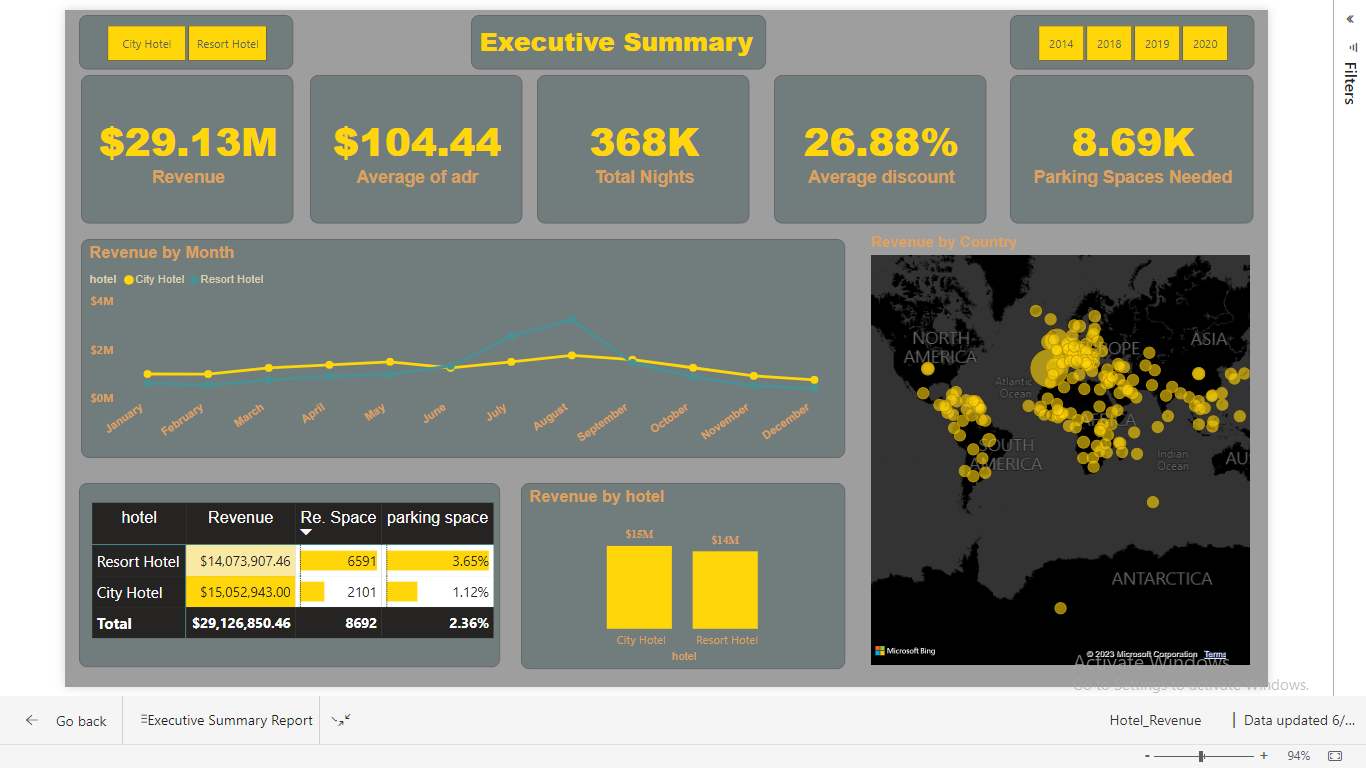 City Hotel
Resort Hotel
Executive Summary
2014
2018
2019
2020
$29.13M
Revenue
$104.44
Average of adr
368K
Total Nights
26.88%
Average discount
8.69K
Parking Spaces Needed
«
Filters
Revenue by Month
hotel City Hotel Resort Hotel
$4M
$2M
$0M
January February March April May June July August September October November December
Revenue by Country
NORTH
AMERICA
Atlantic
Ocean
SOUTH
AMERICA
ASIA
Indian
Ocean
AU
ANTARCTICA
Microsoft Bing
© 2023 Microsoft Corporation Terms
hotel Revenue Re. Space parking space
Resort Hotel $14,073,907.46 6591 3.65%
City Hotel $15,052,943.00 2101 1.12%
Total $29,126,850.46 8692 2.36%
Revenue by hotel
$15M
$14M
City Hotel
Resort Hotel
hotel
Activate Windows
Go to Settings to activate Windows.
Go back
Executive Summary Report
Hotel_Revenue
Data updated 6/...
- + 94%